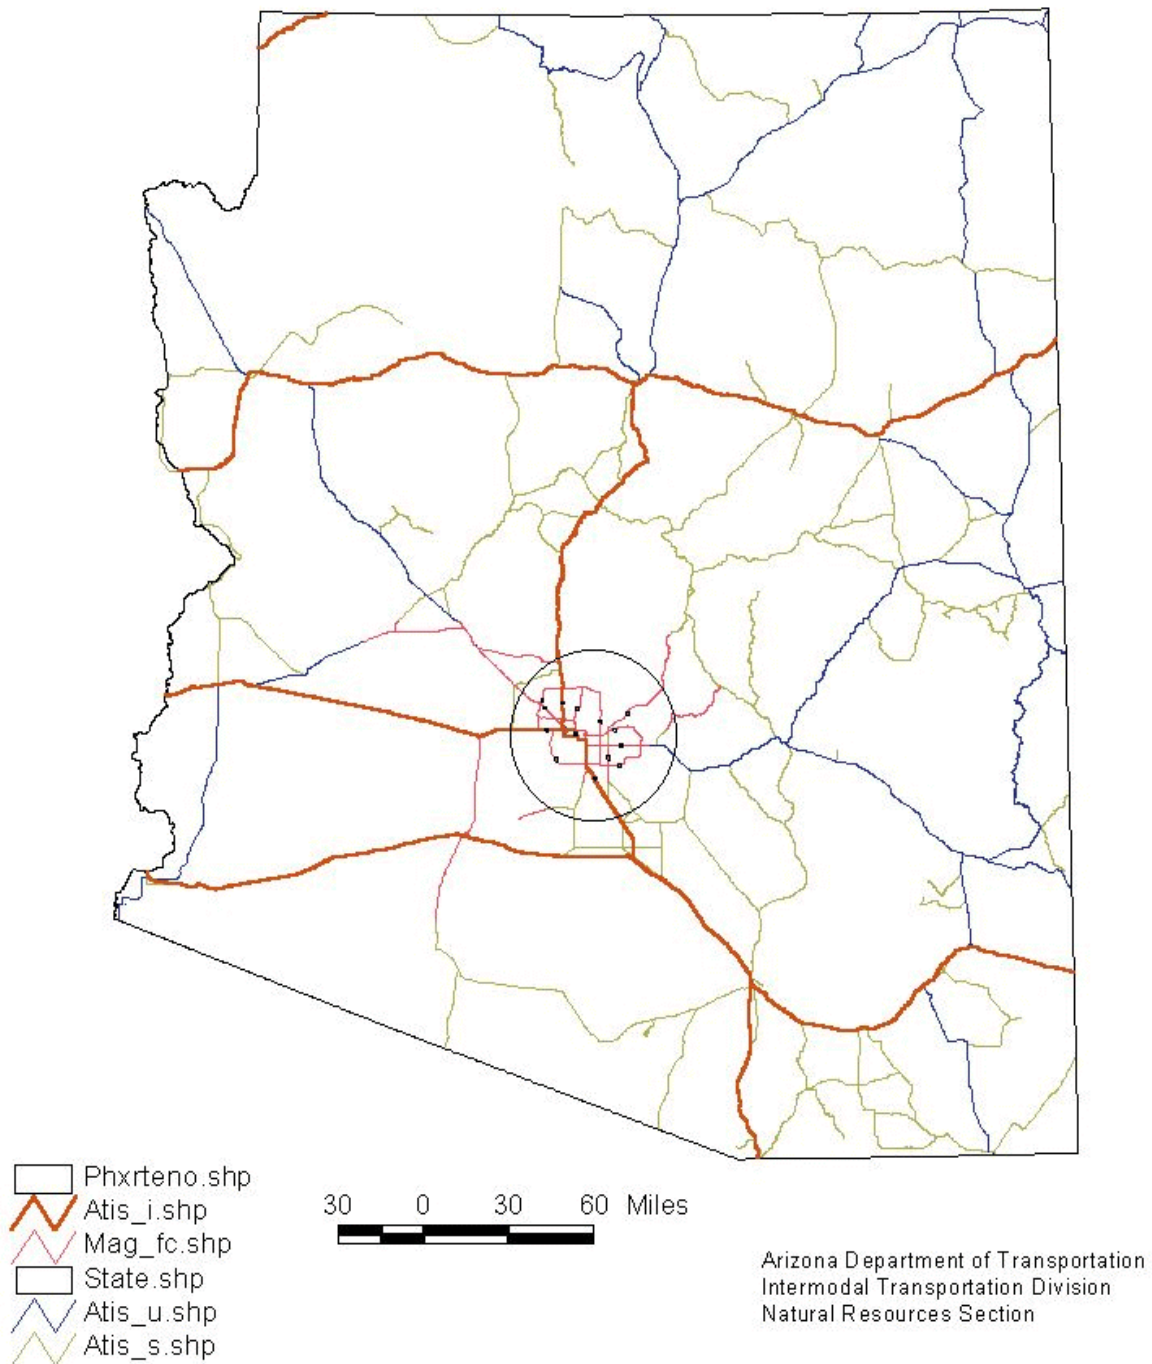 Phxrteno.shp
Atis_i.shp
Mag_fc.shp
State.shp
Atis_u.shp
Atis_s.shp
30 0 30 60 Miles
Arizona Department of Transportation
Intermodal Transportation Division
Natural Resources Section